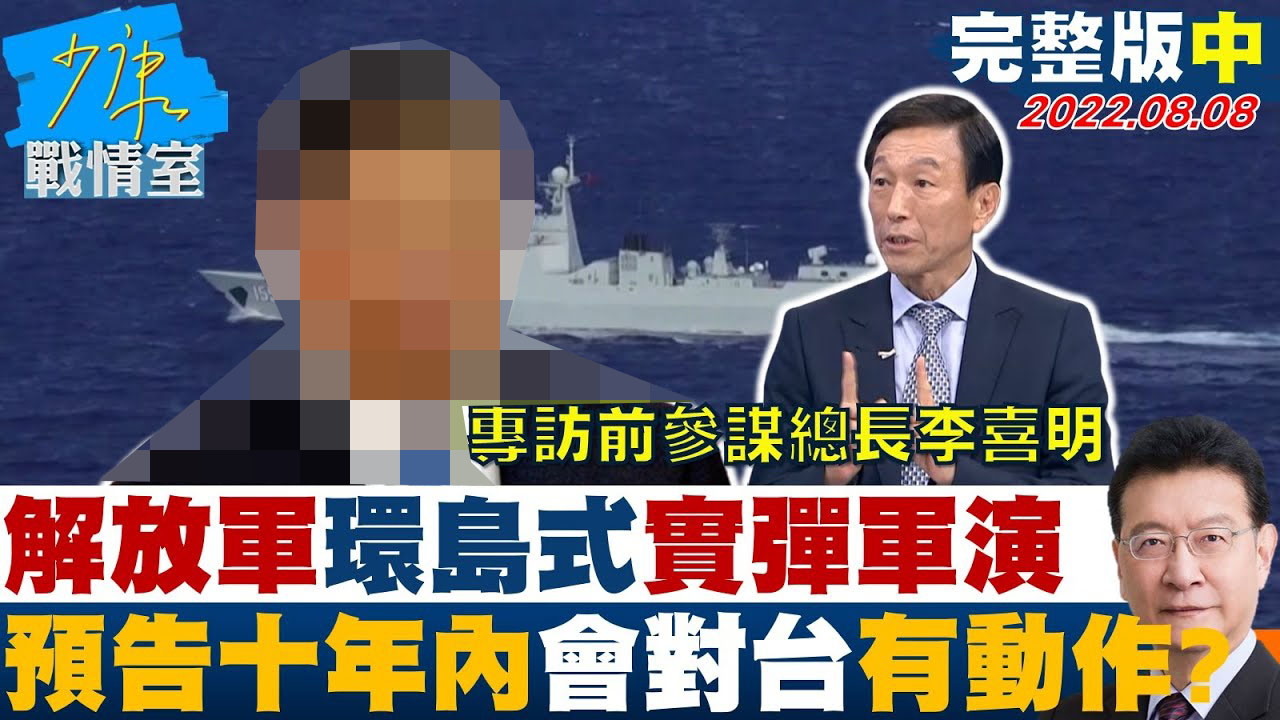 少康
戰情室
完整版中
2022.08.08
專訪前參謀總長李喜明
解放軍環島式實彈軍演
預告十年內會對台有動作?